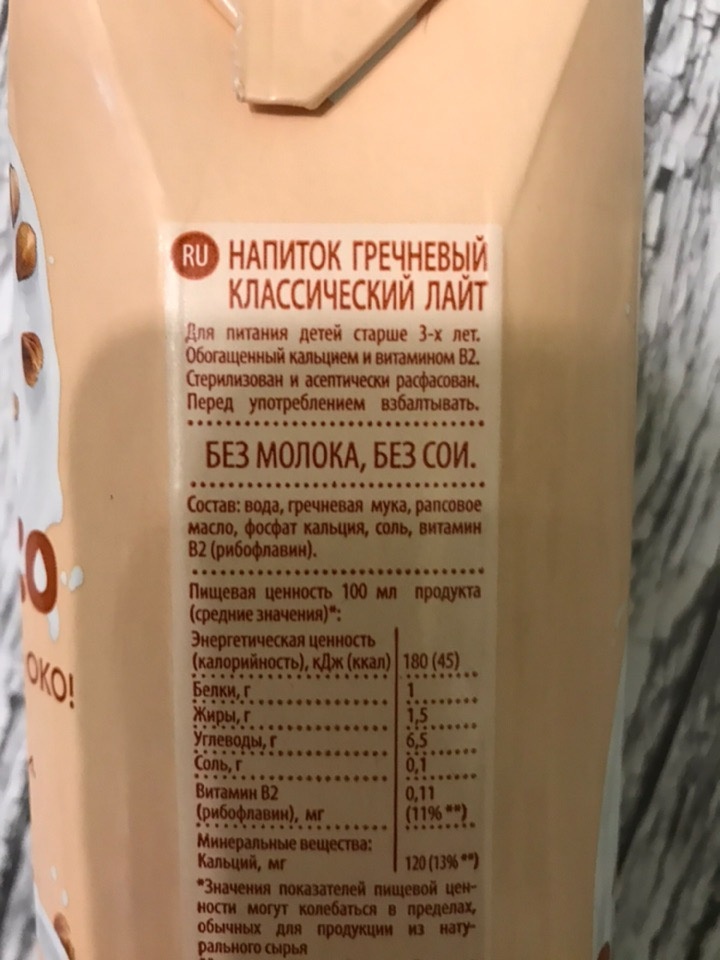 RU НАПИТОК ГРЕЧНЕВЫЙ
КЛАССИЧЕСКИЙ ЛАЙТ
Для питания детей старше 3-х лет.
Обогащенный кальцием и витамином В2.
Стерилизован и асептически расфасован.
Перед употреблением взбалтывать.
БЕЗ МОЛОКА, БЕЗ СОИ.
Состав: вода, гречневая мука, рапсовое
масло, фосфат кальция, соль, витамин
В2 (рибофлавин).
Пищевая ценность 100 мл продукта
(средние значения)*:
Энергетическая ценность
(калорийность), кДж (ккал) 180 (45)
Белки, г 1
Жиры, г 1,5
Углеводы, г 6,5
Соль, г 0,1
Витамин В2 0,11
(рибофлавин), мг (11% **)
Минеральные вещества:
Кальций, мг 120 (13% **)
*Значения показателей пищевой цен-
ности могут колебаться в пределах,
обычных для продукции из нату-
рального сырья
ОКО!